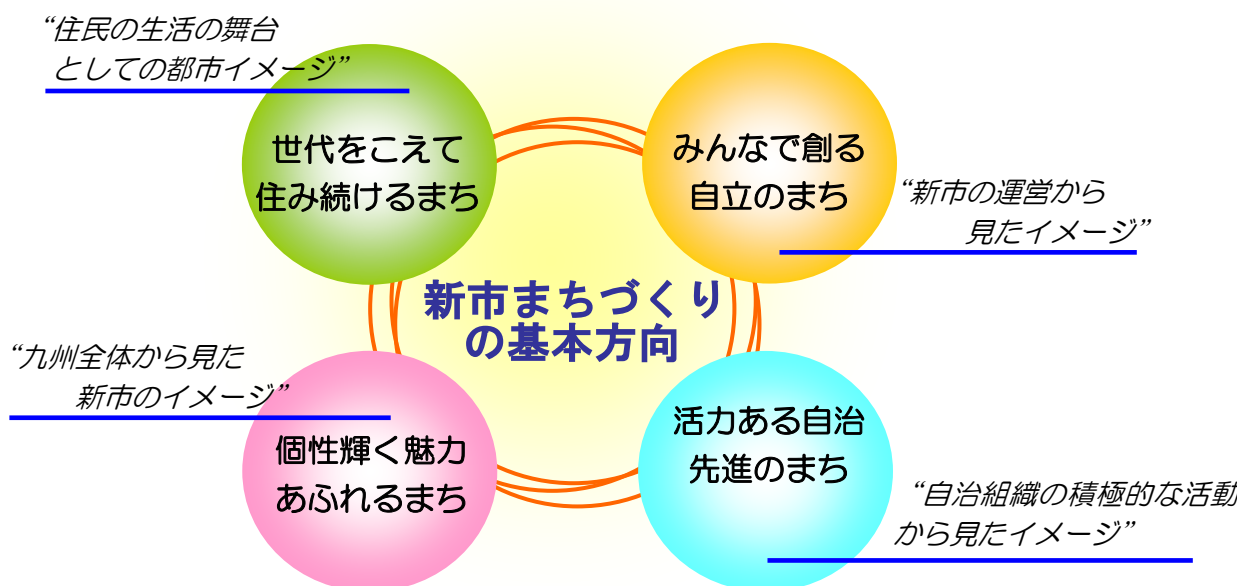 “住民の生活の舞台
としての都市イメージ”
世代をこえて
住み続けるまち
みんなで創る
自立のまち
“新市の運営から
見たイメージ”
新市まちづくり
の基本方向
“九州全体から見た
新市のイメージ”
個性輝く魅力
あふれるまち
活力ある自治
先進のまち
“自治組織の積極的な活動
から見たイメージ”